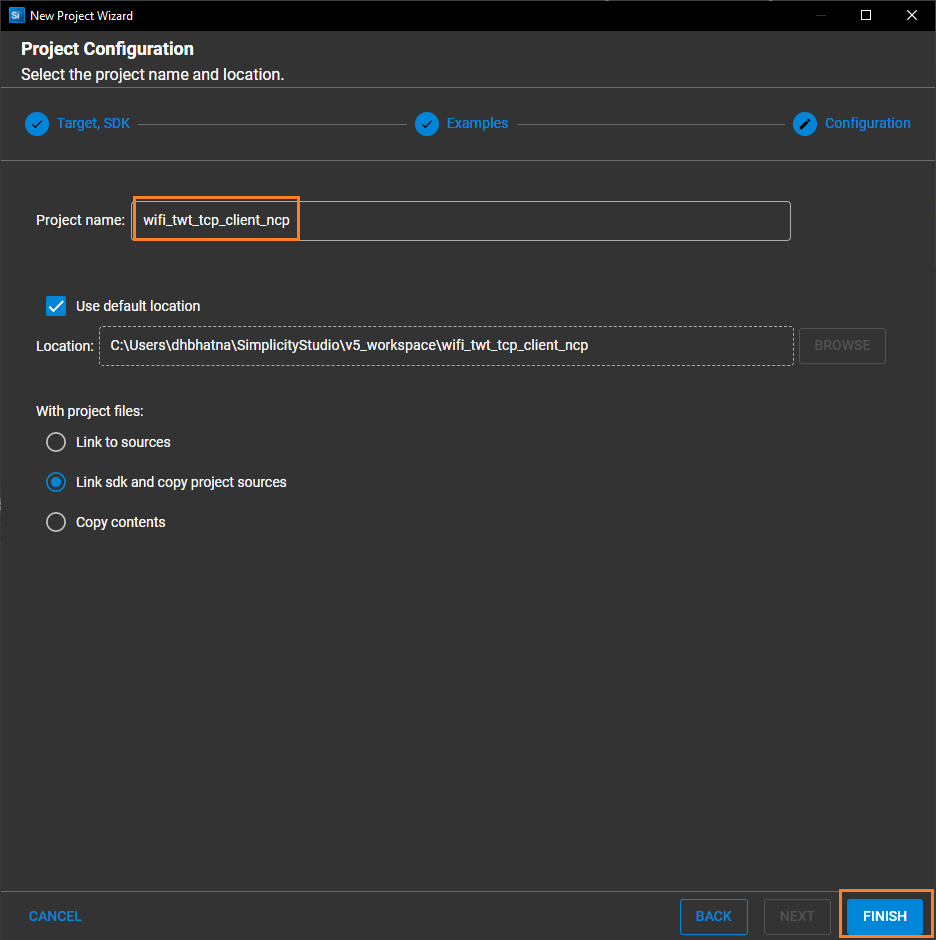 Si New Project Wizard
Project Configuration
Select the project name and location.
Target, SDK Examples Configuration
Project name: wifi_twt_tcp_client_ncp
Use default location
Location: C:\Users\dhbhatna\SimplicityStudio\v5_workspace\wifi_twt_tcp_client_ncp BROWSE
With project files:
Link to sources
Link sdk and copy project sources
Copy contents
CANCEL BACK NEXT FINISH